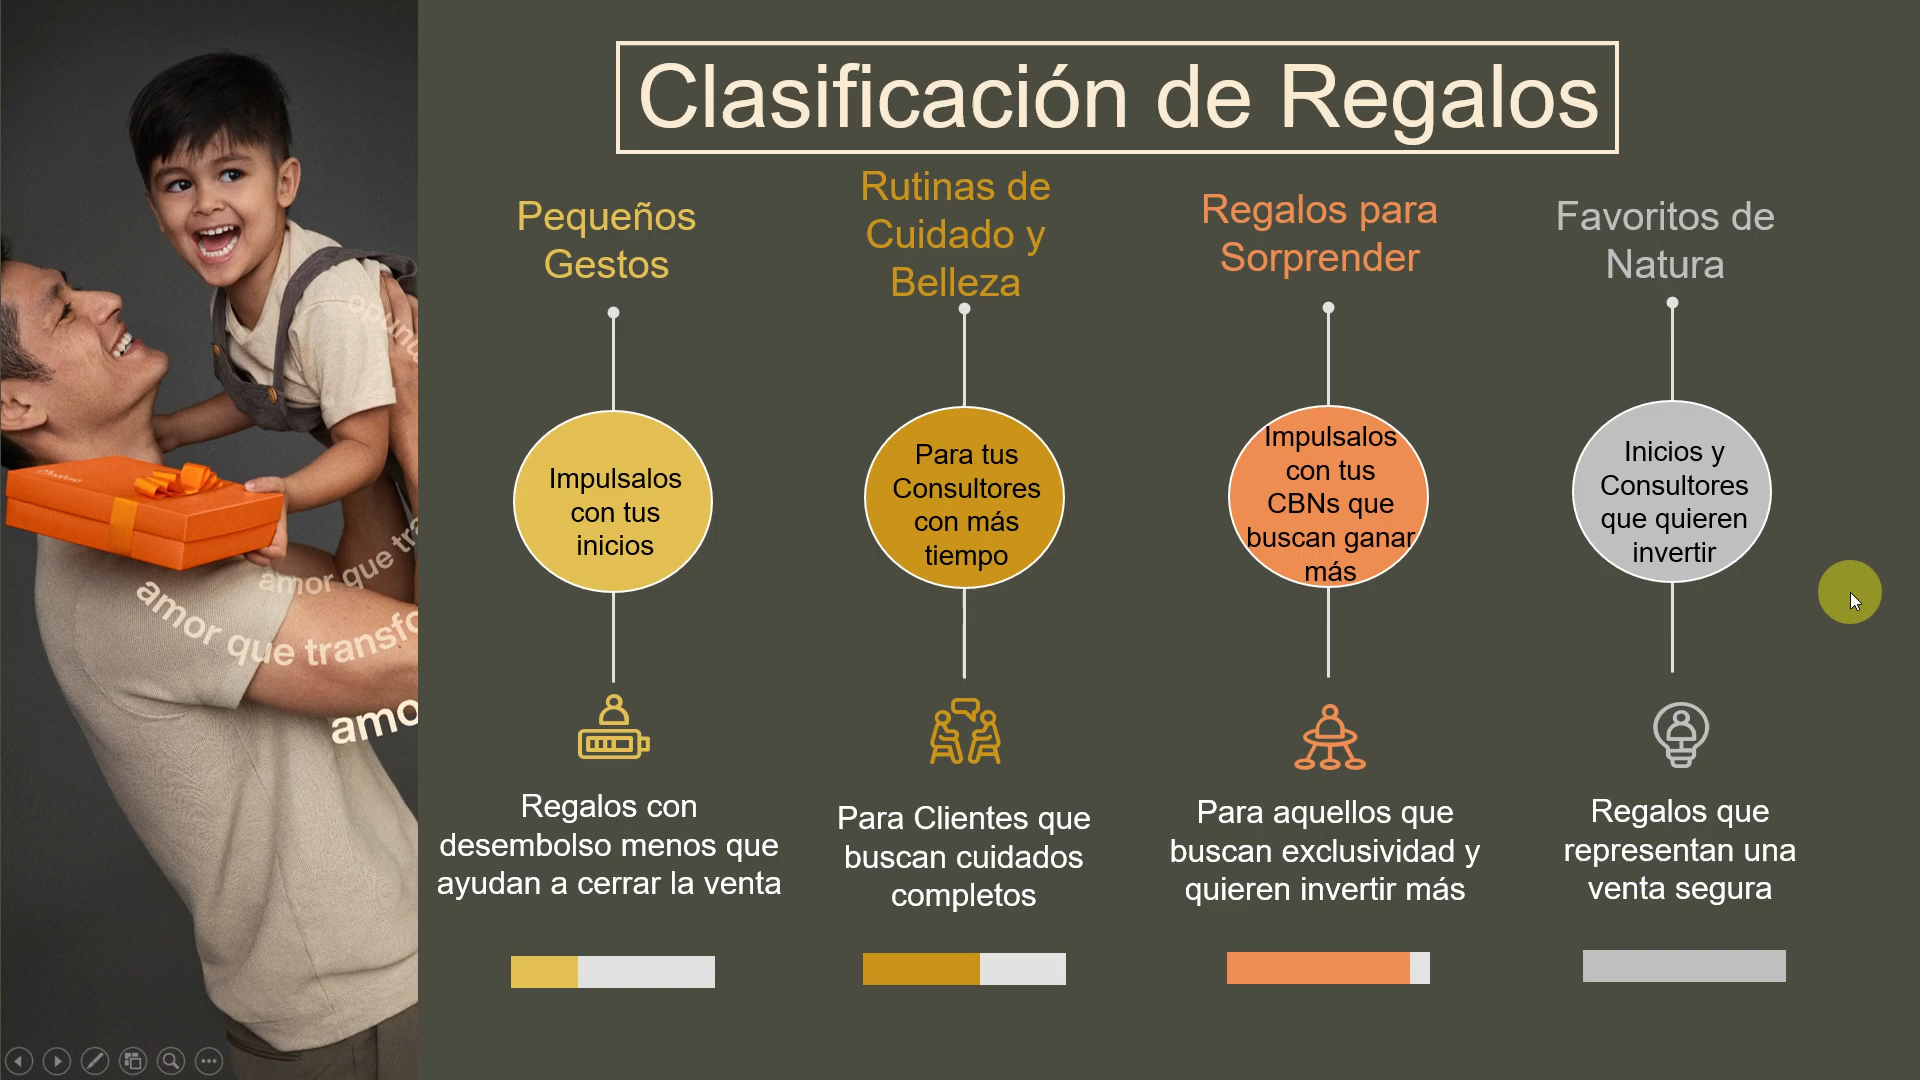 Clasificación de Regalos
Pequeños
Gestos
Impulsalos
con tus
inicios
Regalos con
desembolso menos que
ayudan a cerrar la venta
Rutinas de
Cuidado y
Belleza
Para tus
Consultores
con más
tiempo
Para Clientes que
buscan cuidados
completos
Regalos para
Sorprender
Impulsalos
con tus
CBNs que
buscan ganar
más
Para aquellos que
buscan exclusividad y
quieren invertir más
Favoritos de
Natura
Inicios y
Consultores
que quieren
invertir
Regalos que
representan una
venta segura
amor que tra
amor que transfo
amo